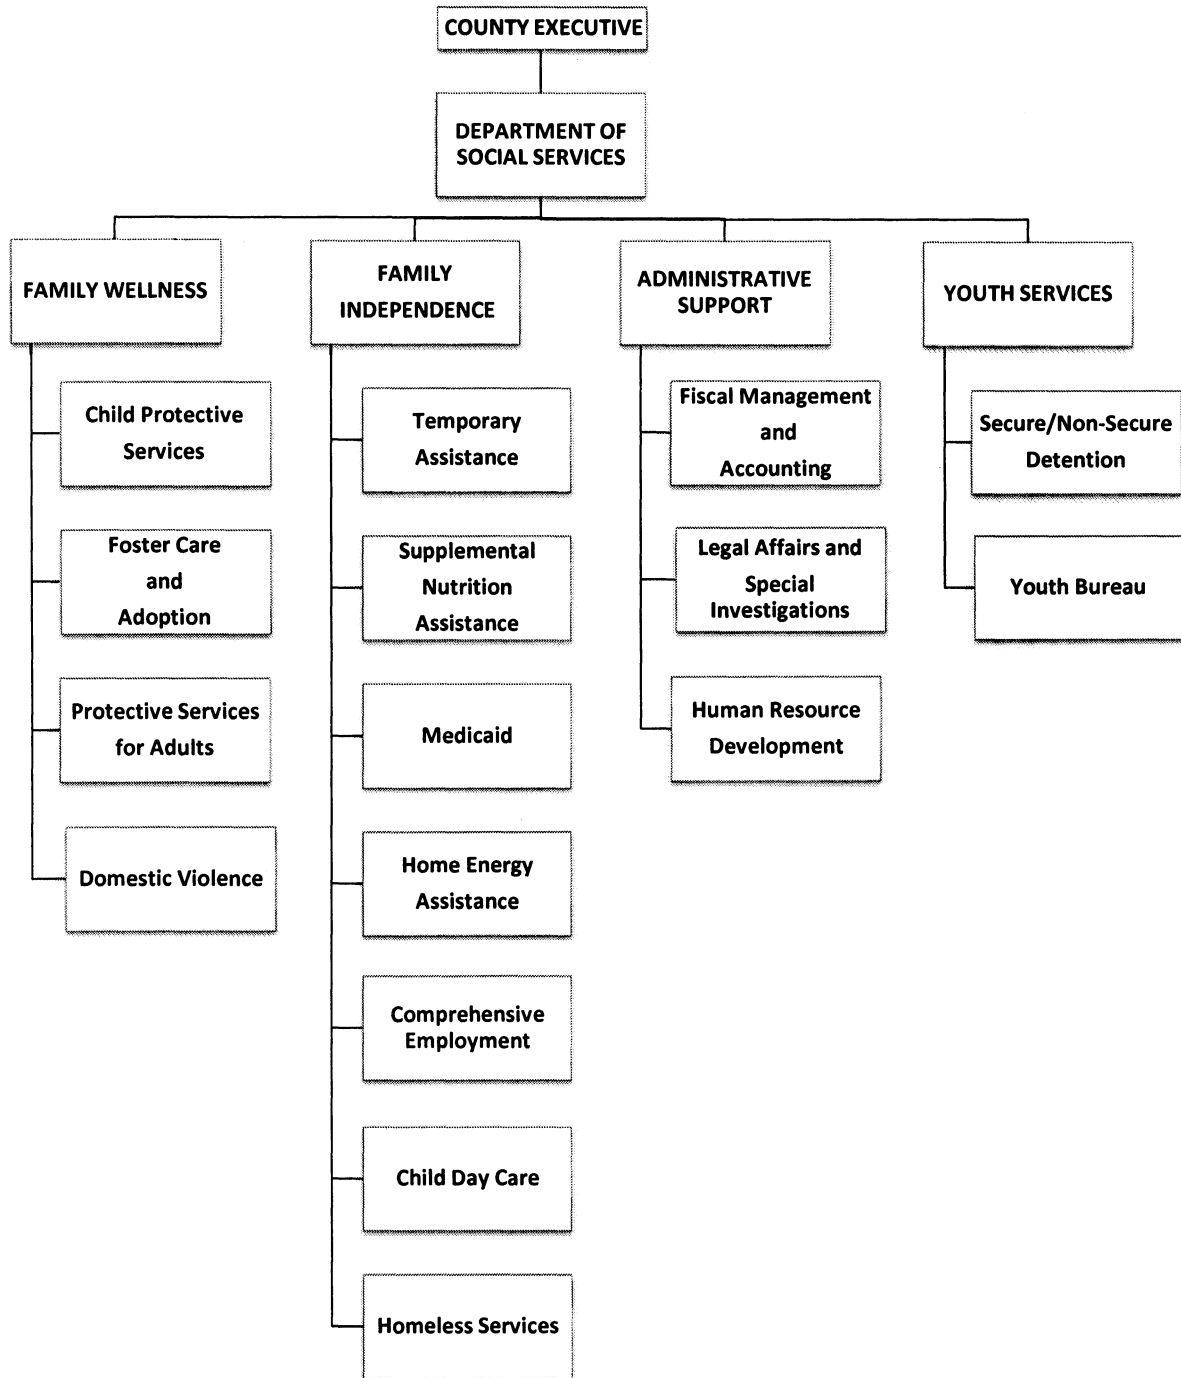 COUNTY EXECUTIVE
DEPARTMENT OF
SOCIAL SERVICES
FAMILY WELLNESS
FAMILY
INDEPENDENCE
ADMINISTRATIVE
SUPPORT
YOUTH SERVICES
Child Protective
Services
Foster Care
and
Adoption
Protective Services
for Adults
Domestic Violence
Temporary
Assistance
Supplemental
Nutrition
Assistance
Medicaid
Home Energy
Assistance
Comprehensive
Employment
Child Day Care
Homeless Services
Fiscal Management
and
Accounting
Legal Affairs and
Special
Investigations
Human Resource
Development
Secure/Non-Secure
Detention
Youth Bureau